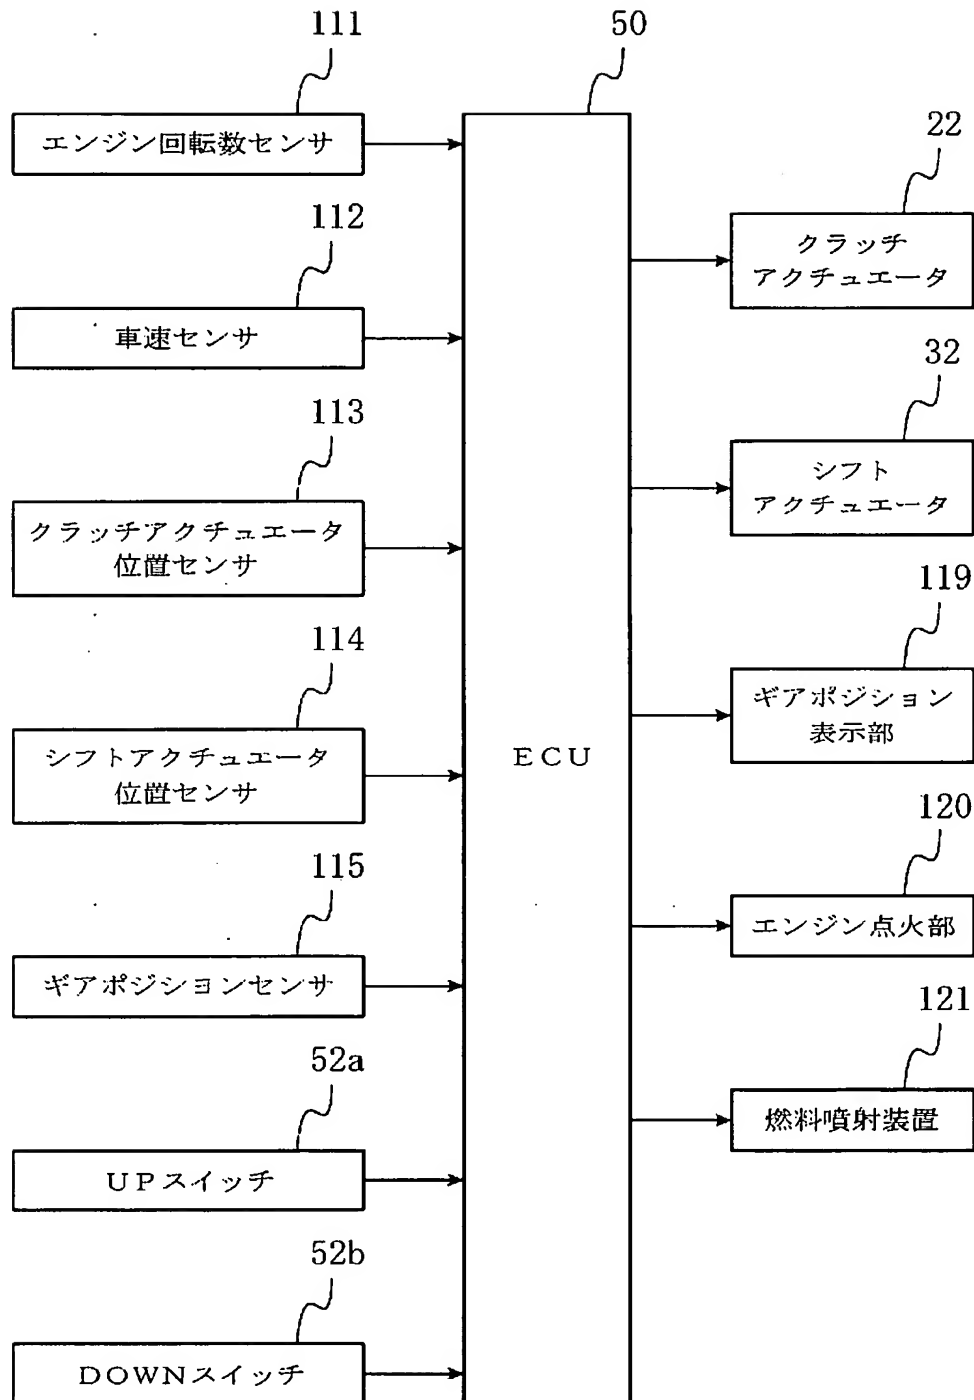 111
エンジン回転数センサ
112
車速センサ
113
クラッチアクチュエータ
位置センサ
114
シフトアクチュエータ
位置センサ
115
ギアポジションセンサ
52a
UPスイッチ
52b
DOWNスイッチ
50
ECU
22
クラッチ
アクチュエータ
32
シフト
アクチュエータ
119
ギアポジション
表示部
120
エンジン点火部
121
燃料噴射装置